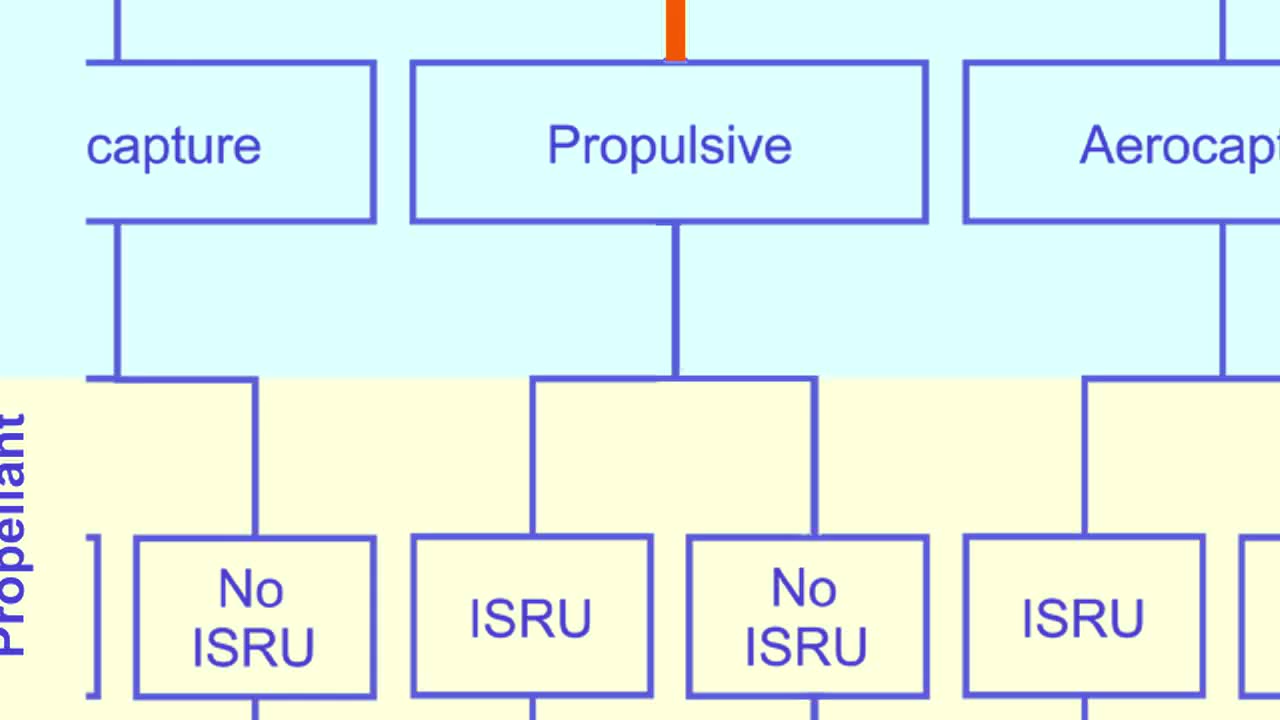 capture
Propulsive
Aerocapt
Propellant
No
ISRU
ISRU
No
ISRU
ISRU